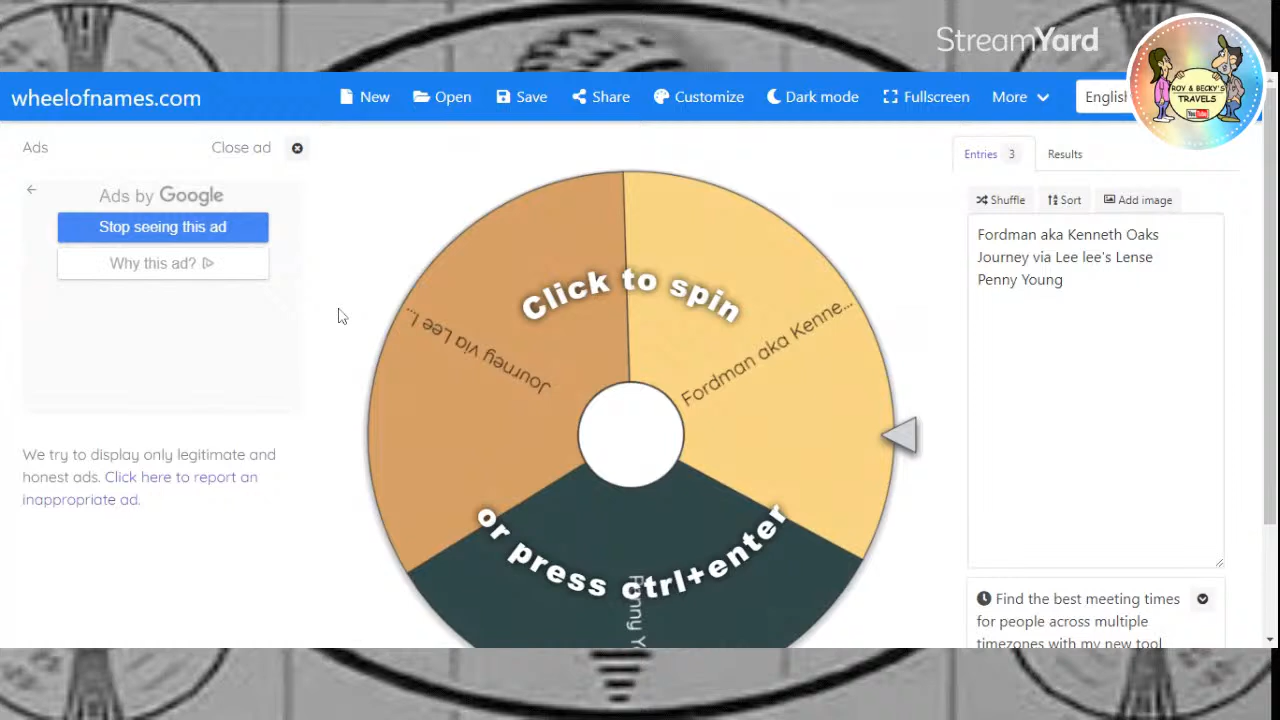 StreamYard
ROY & BECKY'S
TRAVELS
wheelofnames.com
New
Open
Save
Share
Customize
Dark mode
Fullscreen
More
English
Ads
Close ad
Ads by Google
Stop seeing this ad
Why this ad?
We try to display only legitimate and
honest ads. Click here to report an
inappropriate ad.
Click to spin
Journey via Lee l...
Fordman aka Kenne...
or press ctrl+enter
Penny Y
Entries 3
Results
Shuffle
Sort
Add image
Fordman aka Kenneth Oaks
Journey via Lee lee's Lense
Penny Young
Find the best meeting times
for people across multiple
timezones with my new tool